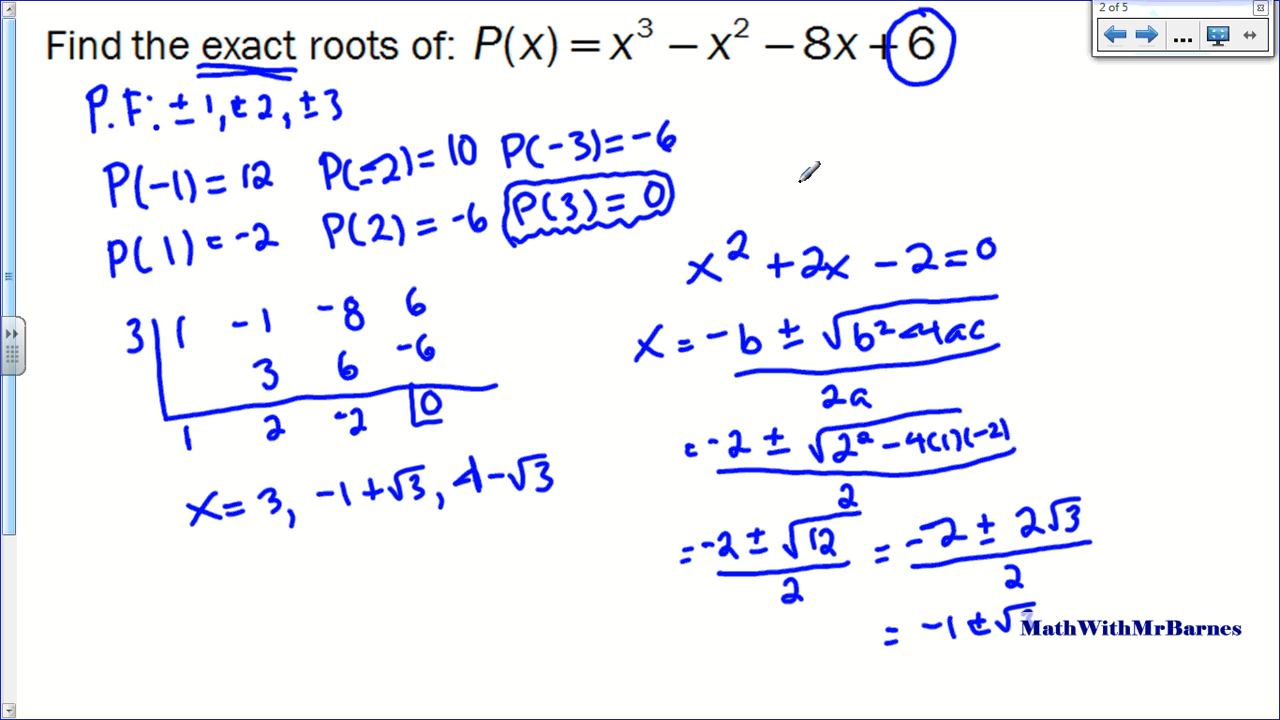 2 of 5
Find the exact roots of: P(x) = x³ − x² − 8x + 6
P.F: ± 1, ± 2, ± 3
P(-1) = 12 P(-2) = 10 P(-3) = -6
P(1) = -2 P(2) = -6 P(3) = 0
3 | 1 -1 -8 6
3 6 -6
1 2 -2 0
x = 3, -1 + √3, -1 - √3
x² + 2x - 2 = 0
x = -b ± √b² - 4ac
2a
= -2 ± √2² - 4(1)(-2)
2
= -2 ± √12 = -2 ± 2√3
2 2
= -1 ± √3
MathWithMrBarnes